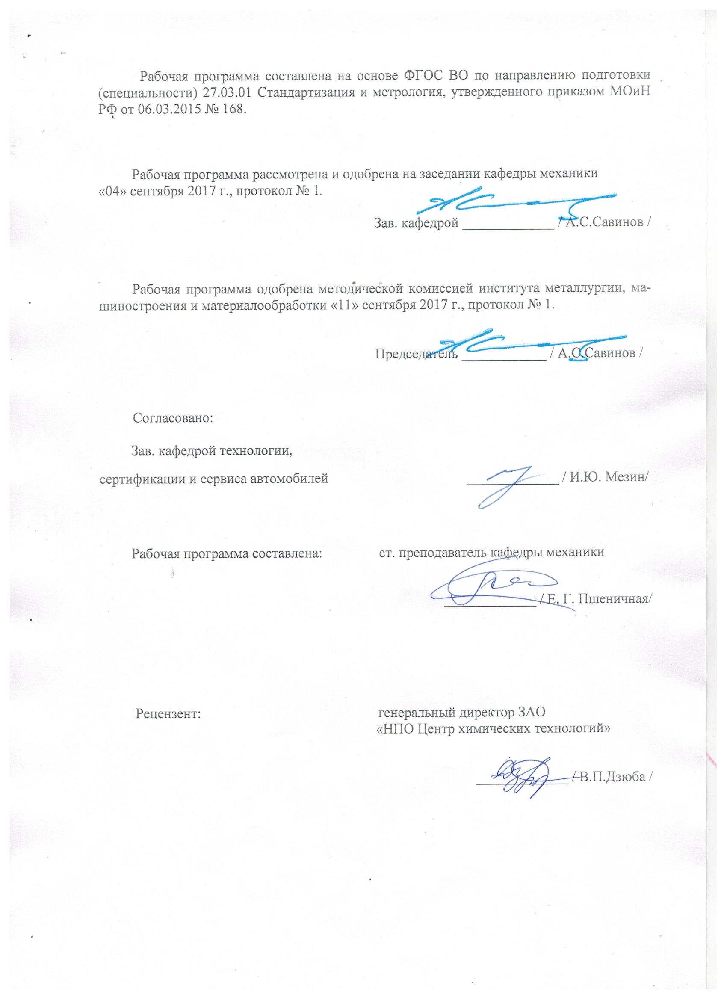 Рабочая программа составлена на основе ФГОС ВО по направлению подготовки
(специальности) 27.03.01 Стандартизация и метрология, утвержденного приказом МОиН
РФ от 06.03.2015 № 168.
Рабочая программа рассмотрена и одобрена на заседании кафедры механики
«04» сентября 2017 г., протокол № 1.
Зав. кафедрой _____________ / А.С.Савинов /
Рабочая программа одобрена методической комиссией института металлургии, ма-
шиностроения и материалообработки «11» сентября 2017 г., протокол № 1.
Председатель ____________ / А.С.Савинов /
Согласовано:
Зав. кафедрой технологии,
сертификации и сервиса автомобилей _____________ / И.Ю. Мезин/
Рабочая программа составлена: ст. преподаватель кафедры механики
_____________ / Е. Г. Пшеничная/
Рецензент: генеральный директор ЗАО
«НПО Центр химических технологий»
_____________ / В.П.Дзюба /